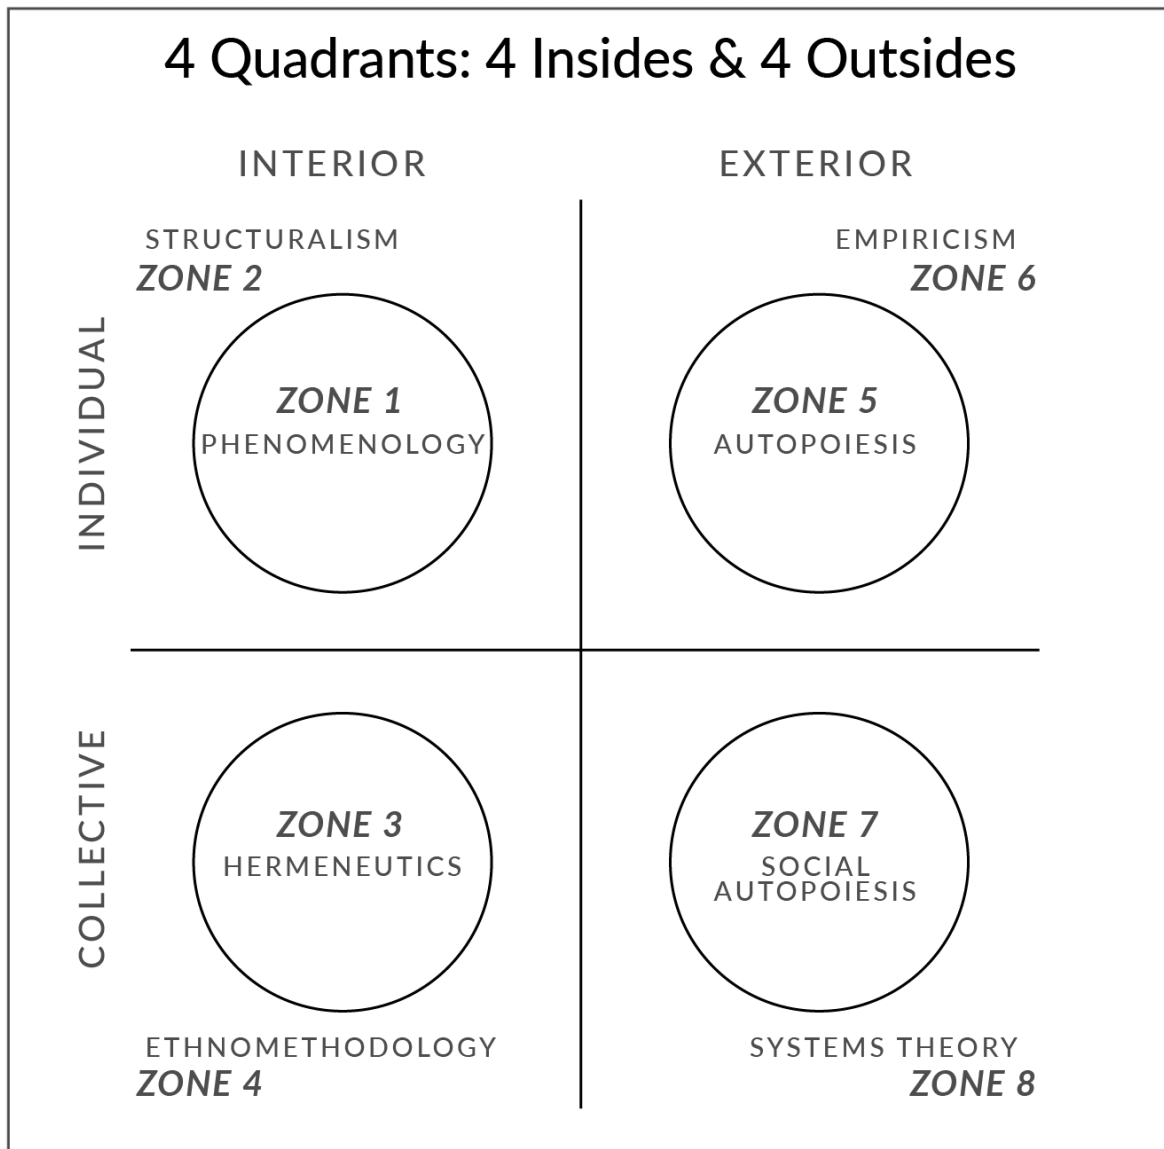 4 Quadrants: 4 Insides & 4 Outsides
INTERIOR
EXTERIOR
INDIVIDUAL
STRUCTURALISM
ZONE 2
ZONE 1
PHENOMENOLOGY
EMPIRICISM
ZONE 6
ZONE 5
AUTOPOIESIS
COLLECTIVE
ZONE 3
HERMENEUTICS
ETHNOMETHODOLOGY
ZONE 4
ZONE 7
SOCIAL
AUTOPOIESIS
SYSTEMS THEORY
ZONE 8